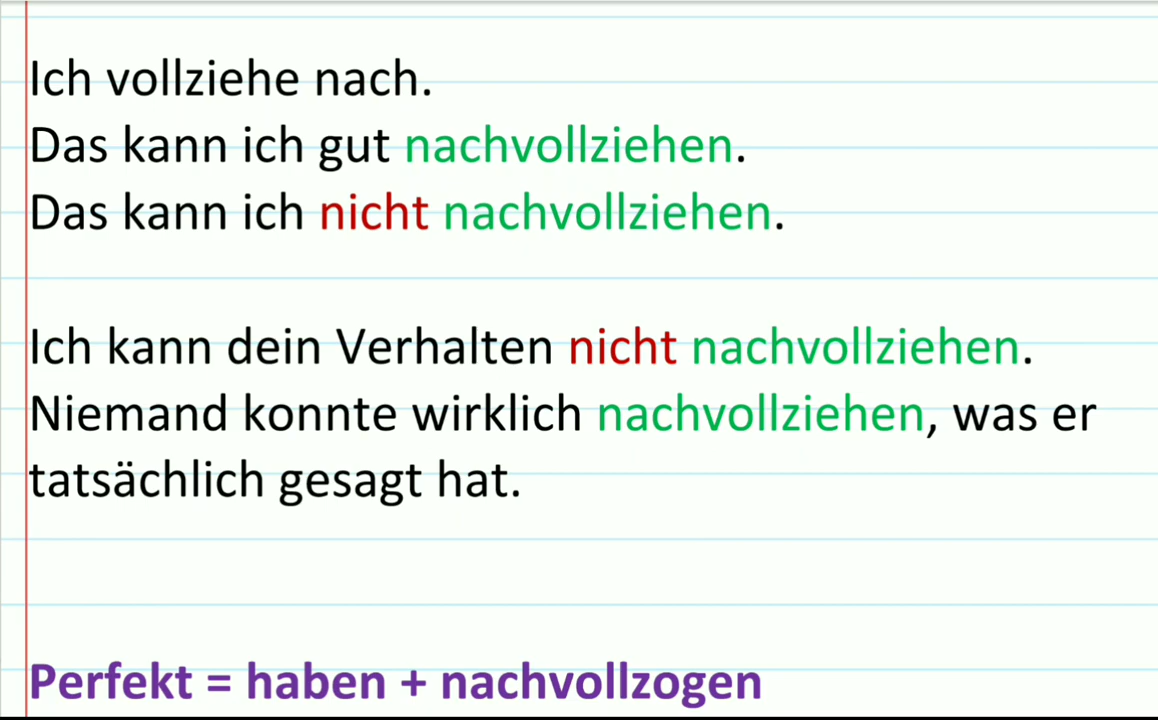 Ich vollziehe nach.
Das kann ich gut nachvollziehen.
Das kann ich nicht nachvollziehen.
Ich kann dein Verhalten nicht nachvollziehen.
Niemand konnte wirklich nachvollziehen, was er
tatsächlich gesagt hat.
Perfekt = haben + nachvollzogen